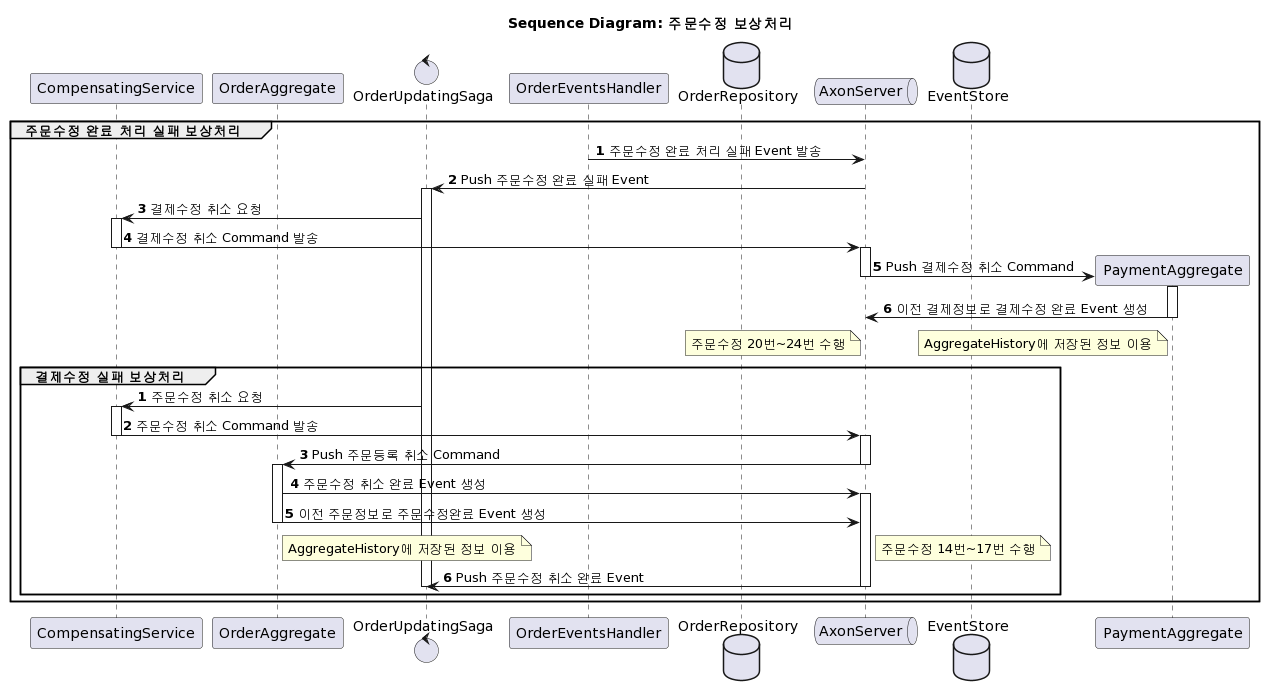 Sequence Diagram: 주문수정 보상처리
CompensatingService
OrderAggregate
OrderUpdatingSaga
OrderEventsHandler
OrderRepository
AxonServer
EventStore
주문수정 완료 처리 실패 보상처리
1 주문수정 완료 처리 실패 Event 발송
2 Push 주문수정 완료 실패 Event
3 결제수정 취소 요청
4 결제수정 취소 Command 발송
5 Push 결제수정 취소 Command
PaymentAggregate
6 이전 결제정보로 결제수정 완료 Event 생성
주문수정 20번~24번 수행
AggregateHistory에 저장된 정보 이용
결제수정 실패 보상처리
1 주문수정 취소 요청
2 주문수정 취소 Command 발송
3 Push 주문등록 취소 Command
4 주문수정 취소 완료 Event 생성
5 이전 주문정보로 주문수정완료 Event 생성
AggregateHistory에 저장된 정보 이용
주문수정 14번~17번 수행
6 Push 주문수정 취소 완료 Event
CompensatingService
OrderAggregate
OrderUpdatingSaga
OrderEventsHandler
OrderRepository
AxonServer
EventStore
PaymentAggregate